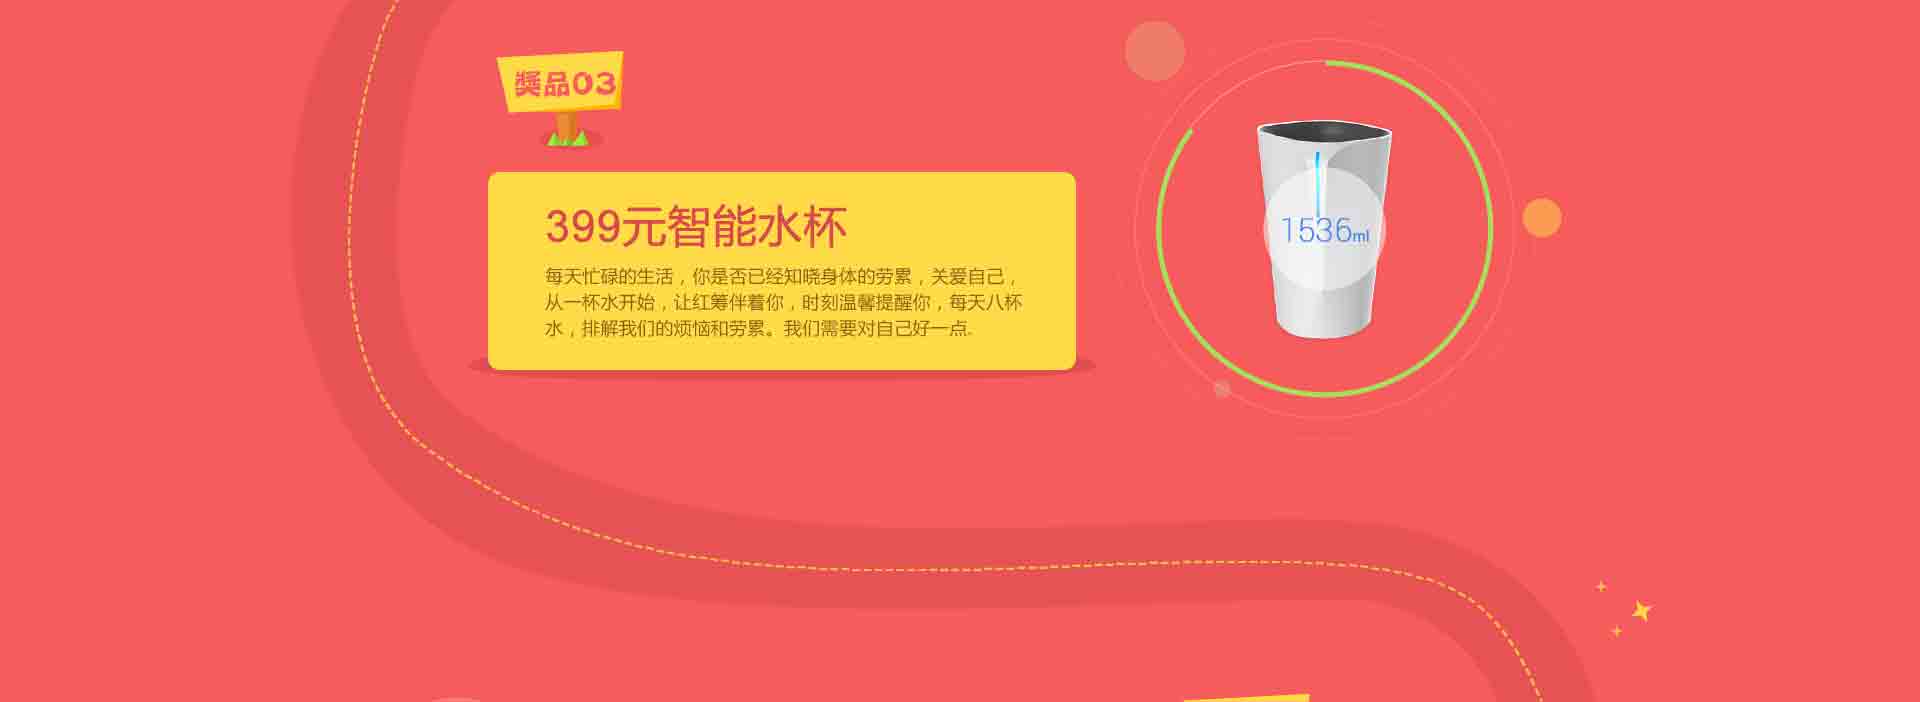 奖品03
399元智能水杯
每天忙碌的生活，你是否已经知晓身体的劳累，关爱自己，
从一杯水开始，让红筹伴着你，时刻温馨提醒你，每天八杯
水，排解我们的烦恼和劳累。我们需要对自己好一点.
1536ml